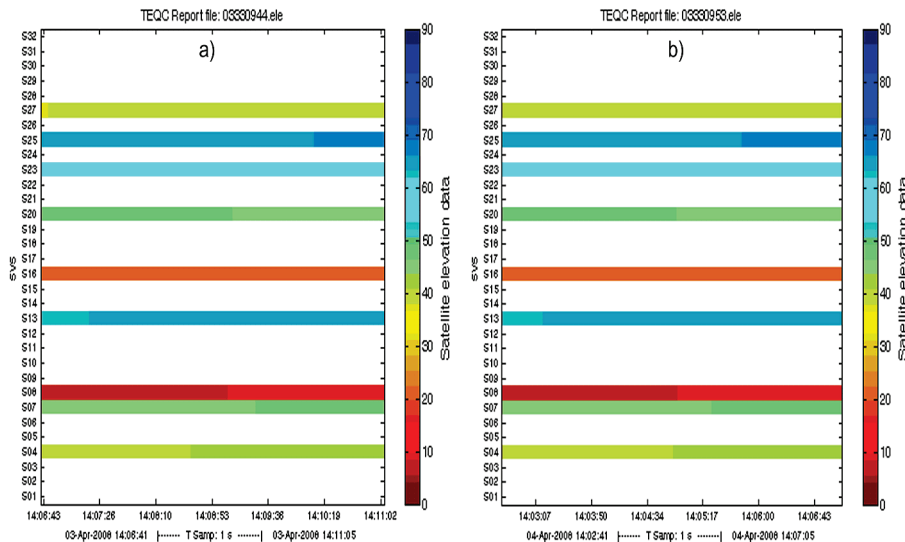 TEQC Report file: 03330944.ele
a)
S32
S31
S30
S29
S28
S27
S26
S25
S24
S23
S22
S21
S20
S19
S18
S17
S16
S15
S14
S13
S12
S11
S10
S09
S08
S07
S06
S05
S04
S03
S02
S01
svs
14:06:43 14:07:26 14:08:10 14:08:53 14:09:36 14:10:19 14:11:02
03-Apr-2006 14:06:41 |------- T Samp: 1 s -------| 03-Apr-2006 14:11:05
90
80
70
60
50
40
30
20
10
0
Satellite elevation data
TEQC Report file: 03330953.ele
b)
S32
S31
S30
S29
S28
S27
S26
S25
S24
S23
S22
S21
S20
S19
S18
S17
S16
S15
S14
S13
S12
S11
S10
S09
S08
S07
S06
S05
S04
S03
S02
S01
svs
14:03:07 14:03:50 14:04:34 14:05:17 14:06:00 14:06:43
04-Apr-2006 14:02:41 |------- T Samp: 1 s -------| 04-Apr-2006 14:07:05
90
80
70
60
50
40
30
20
10
0
Satellite elevation data